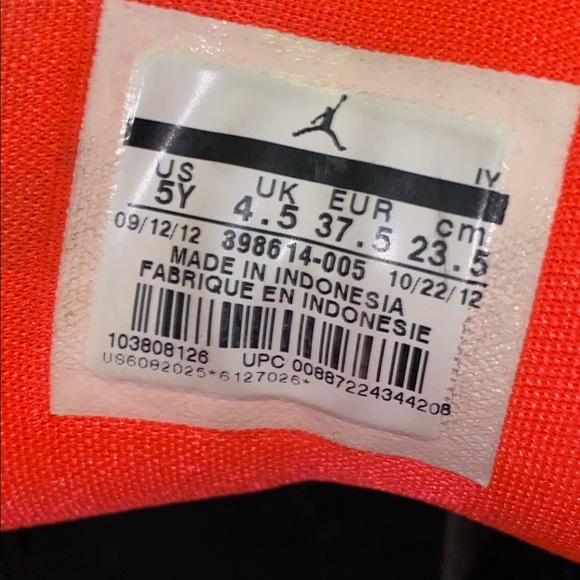 IY
US UK EUR cm
5Y 4.5 37.5 23.5
09/12/12 398614-005 10/22/12
MADE IN INDONESIA
FABRIQUE EN INDONESIE
103808126 UPC 00887224344208
US6082025*6127026*